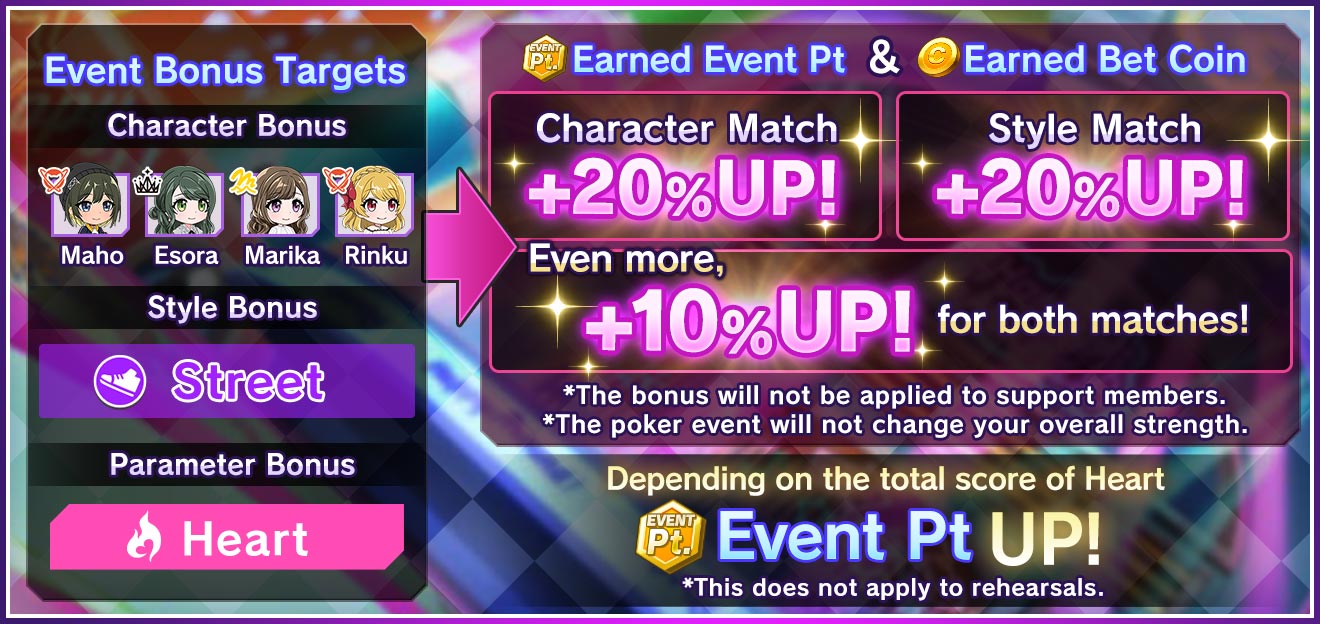 Event Bonus Targets
Character Bonus
Maho Esora Marika Rinku
Style Bonus
Street
Parameter Bonus
Heart
EVENT Pt. Earned Event Pt & C Earned Bet Coin
Character Match
+20%UP!
Style Match
+20%UP!
Even more,
+10%UP! for both matches!
*The bonus will not be applied to support members.
*The poker event will not change your overall strength.
Depending on the total score of Heart
EVENT Pt. Event Pt UP!
*This does not apply to rehearsals.